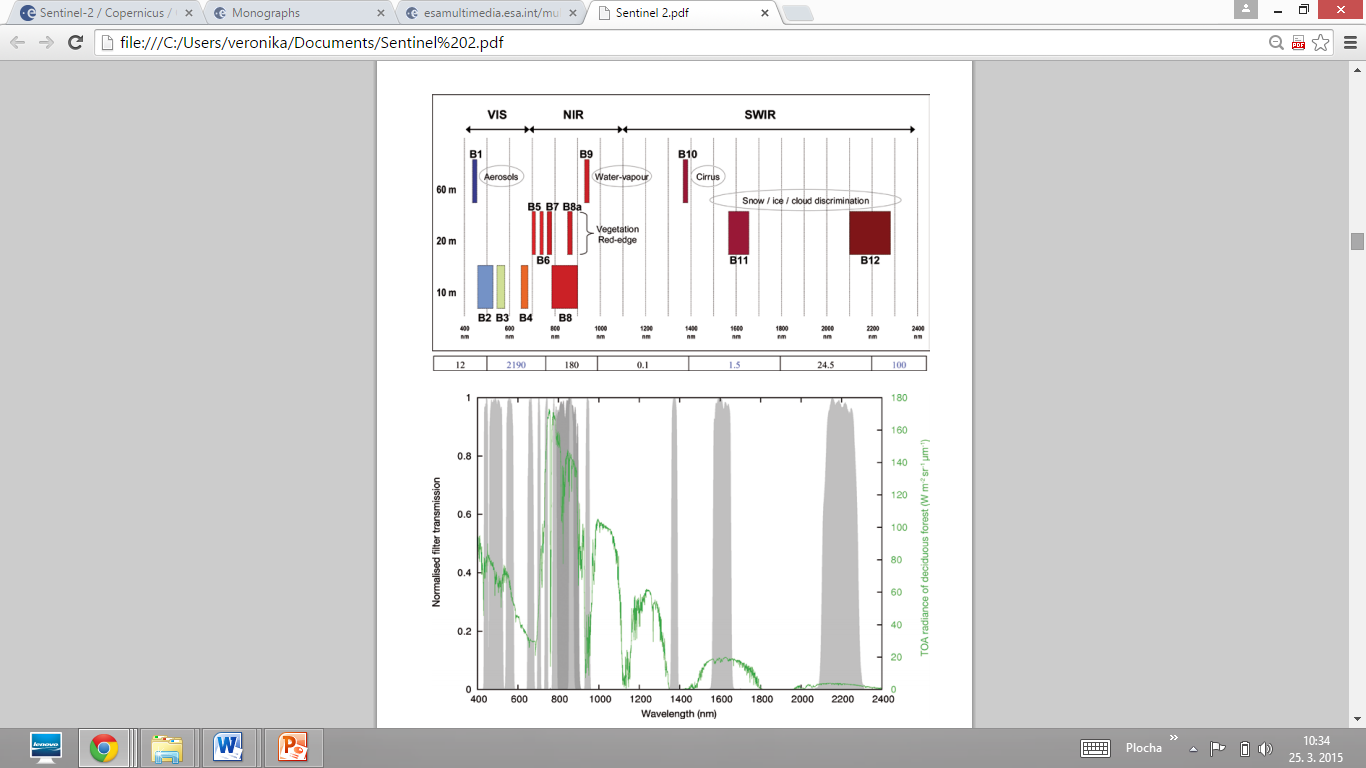 Sentinel-2 / Copernicus /
Monographs
esamultimedia.esa.int/mul
Sentinel 2.pdf
file:///C:/Users/veronika/Documents/Sentinel%202.pdf
PDF
VIS NIR SWIR
B1 B9 B10
Aerosols Water-vapour Cirrus
60 m
Snow / ice / cloud discrimination
B5 B7 B8a
Vegetation
Red-edge
20 m
B6 B11 B12
10 m
B2 B3 B4 B8
400 600 800 1000 1200 1400 1600 1800 2000 2200 2400
nm nm nm nm nm nm nm nm nm nm nm
12 2190 180 0.1 1.5 24.5 100
Normalised filter transmission
1
0.8
0.6
0.4
0.2
0
180
160
140
120
100
80
60
40
20
0
TOA radiance of deciduous forest (W m-2 sr-1 µm-1)
400 600 800 1000 1200 1400 1600 1800 2000 2200 2400
Wavelength (nm)
lenovo
Plocha
10:34
25. 3. 2015